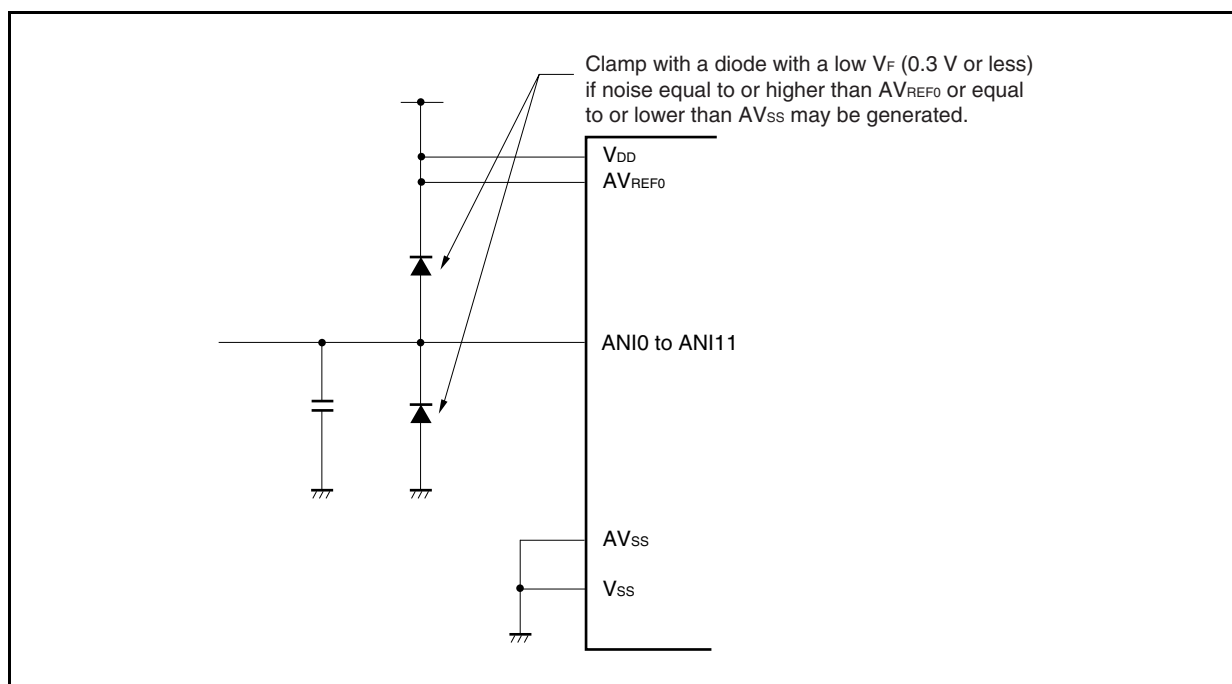 Clamp with a diode with a low VF (0.3 V or less)
if noise equal to or higher than AVREF0 or equal
to or lower than AVSS may be generated.
VDD
AVREF0
ANI0 to ANI11
AVSS
VSS